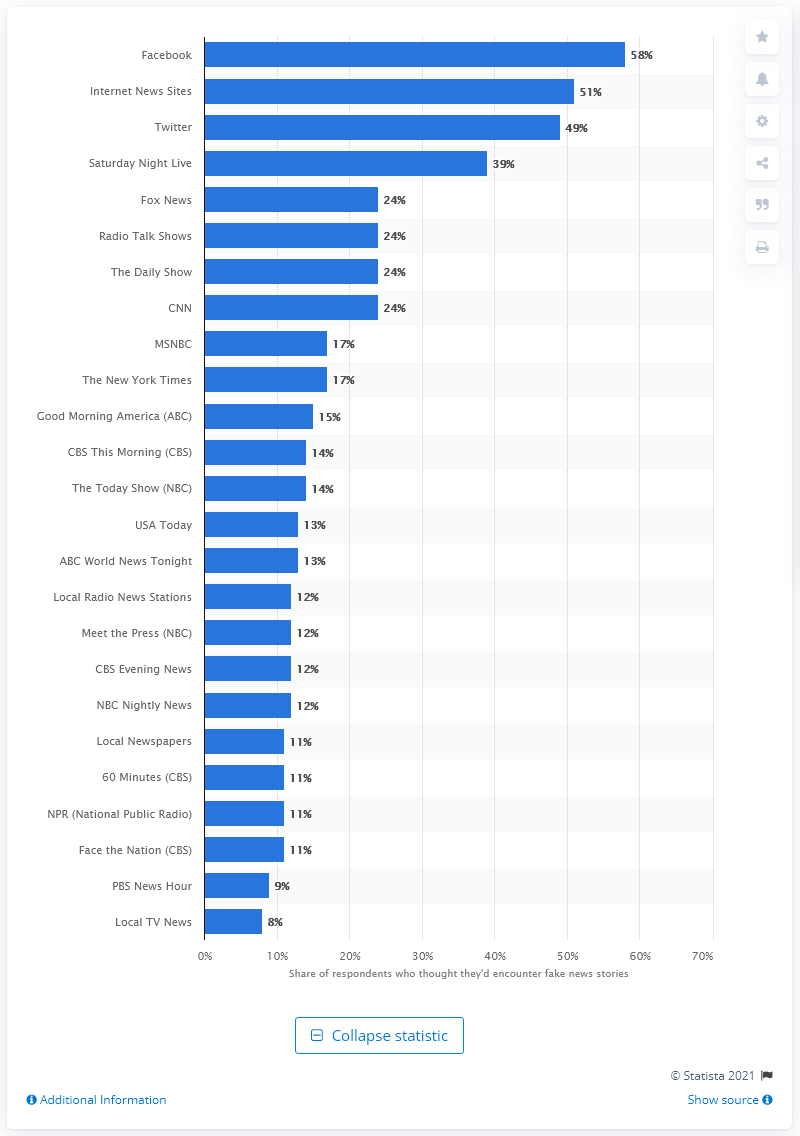 Facebook 58%
Internet News Sites 51%
Twitter 49%
Saturday Night Live 39%
Fox News 24%
Radio Talk Shows 24%
The Daily Show 24%
CNN 24%
MSNBC 17%
The New York Times 17%
Good Morning America (ABC) 15%
CBS This Morning (CBS) 14%
The Today Show (NBC) 14%
USA Today 13%
ABC World News Tonight 13%
Local Radio News Stations 12%
Meet the Press (NBC) 12%
CBS Evening News 12%
NBC Nightly News 12%
Local Newspapers 11%
60 Minutes (CBS) 11%
NPR (National Public Radio) 11%
Face the Nation (CBS) 11%
PBS News Hour 9%
Local TV News 8%
0% 10% 20% 30% 40% 50% 60% 70%
Share of respondents who thought they'd encounter fake news stories
Collapse statistic
© Statista 2021
Additional Information Show source